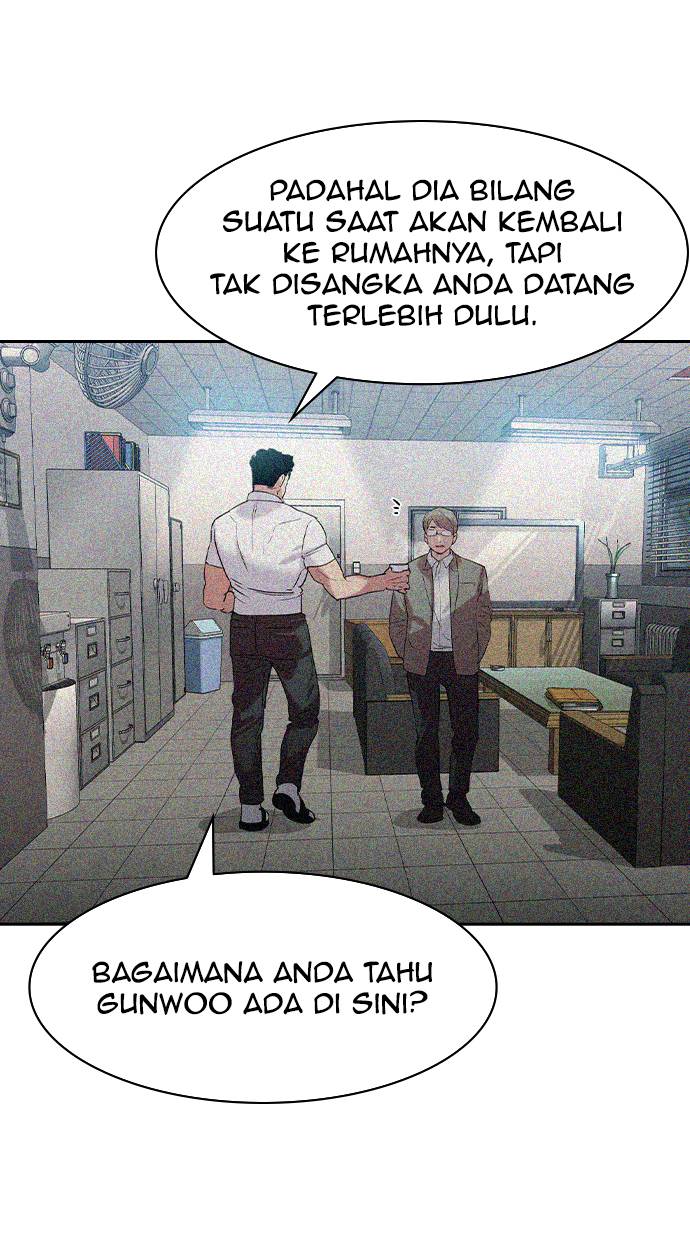 PADAHAL DIA BILANG
SUATU SAAT AKAN KEMBALI
KE RUMAHNYA, TAPI
TAK DISANGKA ANDA DATANG
TERLEBIH DULU.
BAGAIMANA ANDA TAHU
GUNWOO ADA DI SINI?